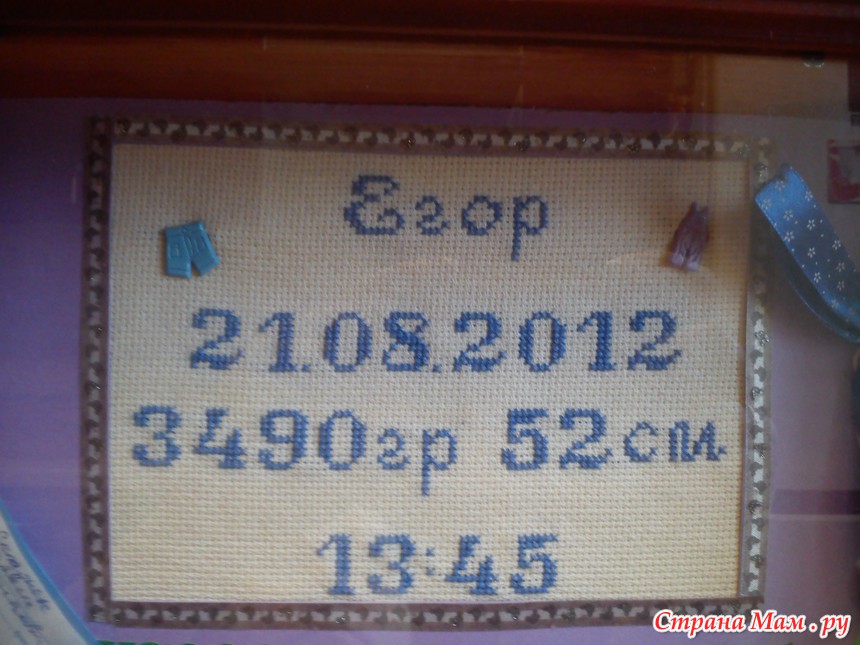 Егор
21.08.2012
3490гр 52см
13:45
Страна Мам.ру